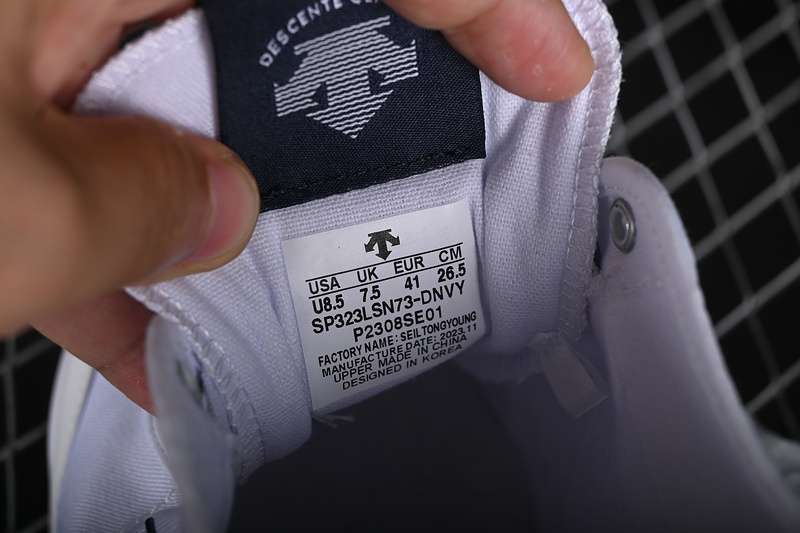 DESCENTE
USA UK EUR CM
U8.5 7.5 41 26.5
SP323LSN73-DNVY
P2308SE01
FACTORY NAME: SEILTONGYOUNG
MANUFACTURE DATE: 2023.11
UPPER MADE IN CHINA
DESIGNED IN KOREA